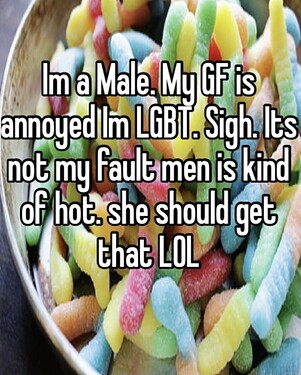 Im a Male. My GF is
annoyed Im LGBT. Sigh. Its
not my fault men is kind
of hot. she should get
that LOL